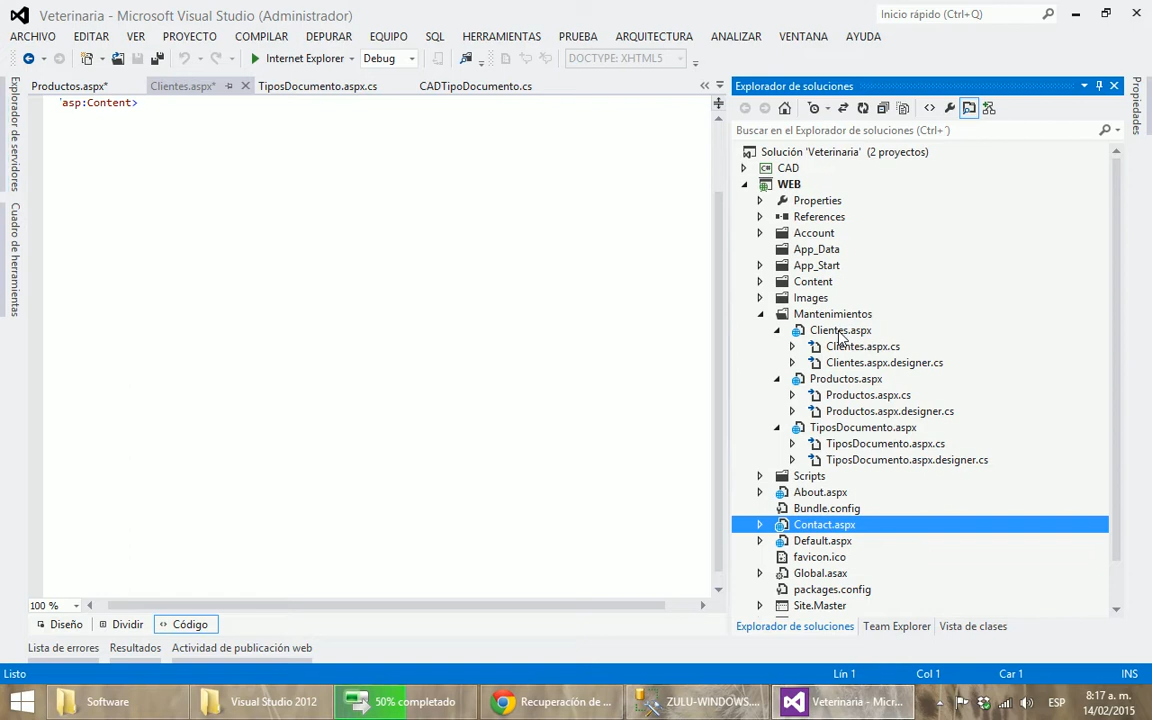 Veterinaria - Microsoft Visual Studio (Administrador)
Inicio rápido (Ctrl+Q)
ARCHIVO EDITAR VER PROYECTO COMPILAR DEPURAR EQUIPO SQL HERRAMIENTAS PRUEBA ARQUITECTURA ANALIZAR VENTANA AYUDA
Internet Explorer Debug DOCTYPE: XHTML5
Productos.aspx* Clientes.aspx* TiposDocumento.aspx.cs CADTipoDocumento.cs
asp:Content>
Explorador de servidores
Cuadro de herramientas
Explorador de soluciones
Buscar en el Explorador de soluciones (Ctrl+´)
Solución 'Veterinaria' (2 proyectos)
CAD
WEB
Properties
References
Account
App_Data
App_Start
Content
Images
Mantenimientos
Clientes.aspx
Clientes.aspx.cs
Clientes.aspx.designer.cs
Productos.aspx
Productos.aspx.cs
Productos.aspx.designer.cs
TiposDocumento.aspx
TiposDocumento.aspx.cs
TiposDocumento.aspx.designer.cs
Scripts
About.aspx
Bundle.config
Contact.aspx
Default.aspx
favicon.ico
Global.asax
packages.config
Site.Master
Propiedades
100 %
Diseño Dividir Código
Explorador de soluciones Team Explorer Vista de clases
Lista de errores Resultados Actividad de publicación web
Listo Lín 1 Col 1 Car 1 INS
Software Visual Studio 2012 50% completado Recuperación de ... ZULU-WINDOWS.... Veterinaria - Micr... ESP
8:17 a. m.
14/02/2015